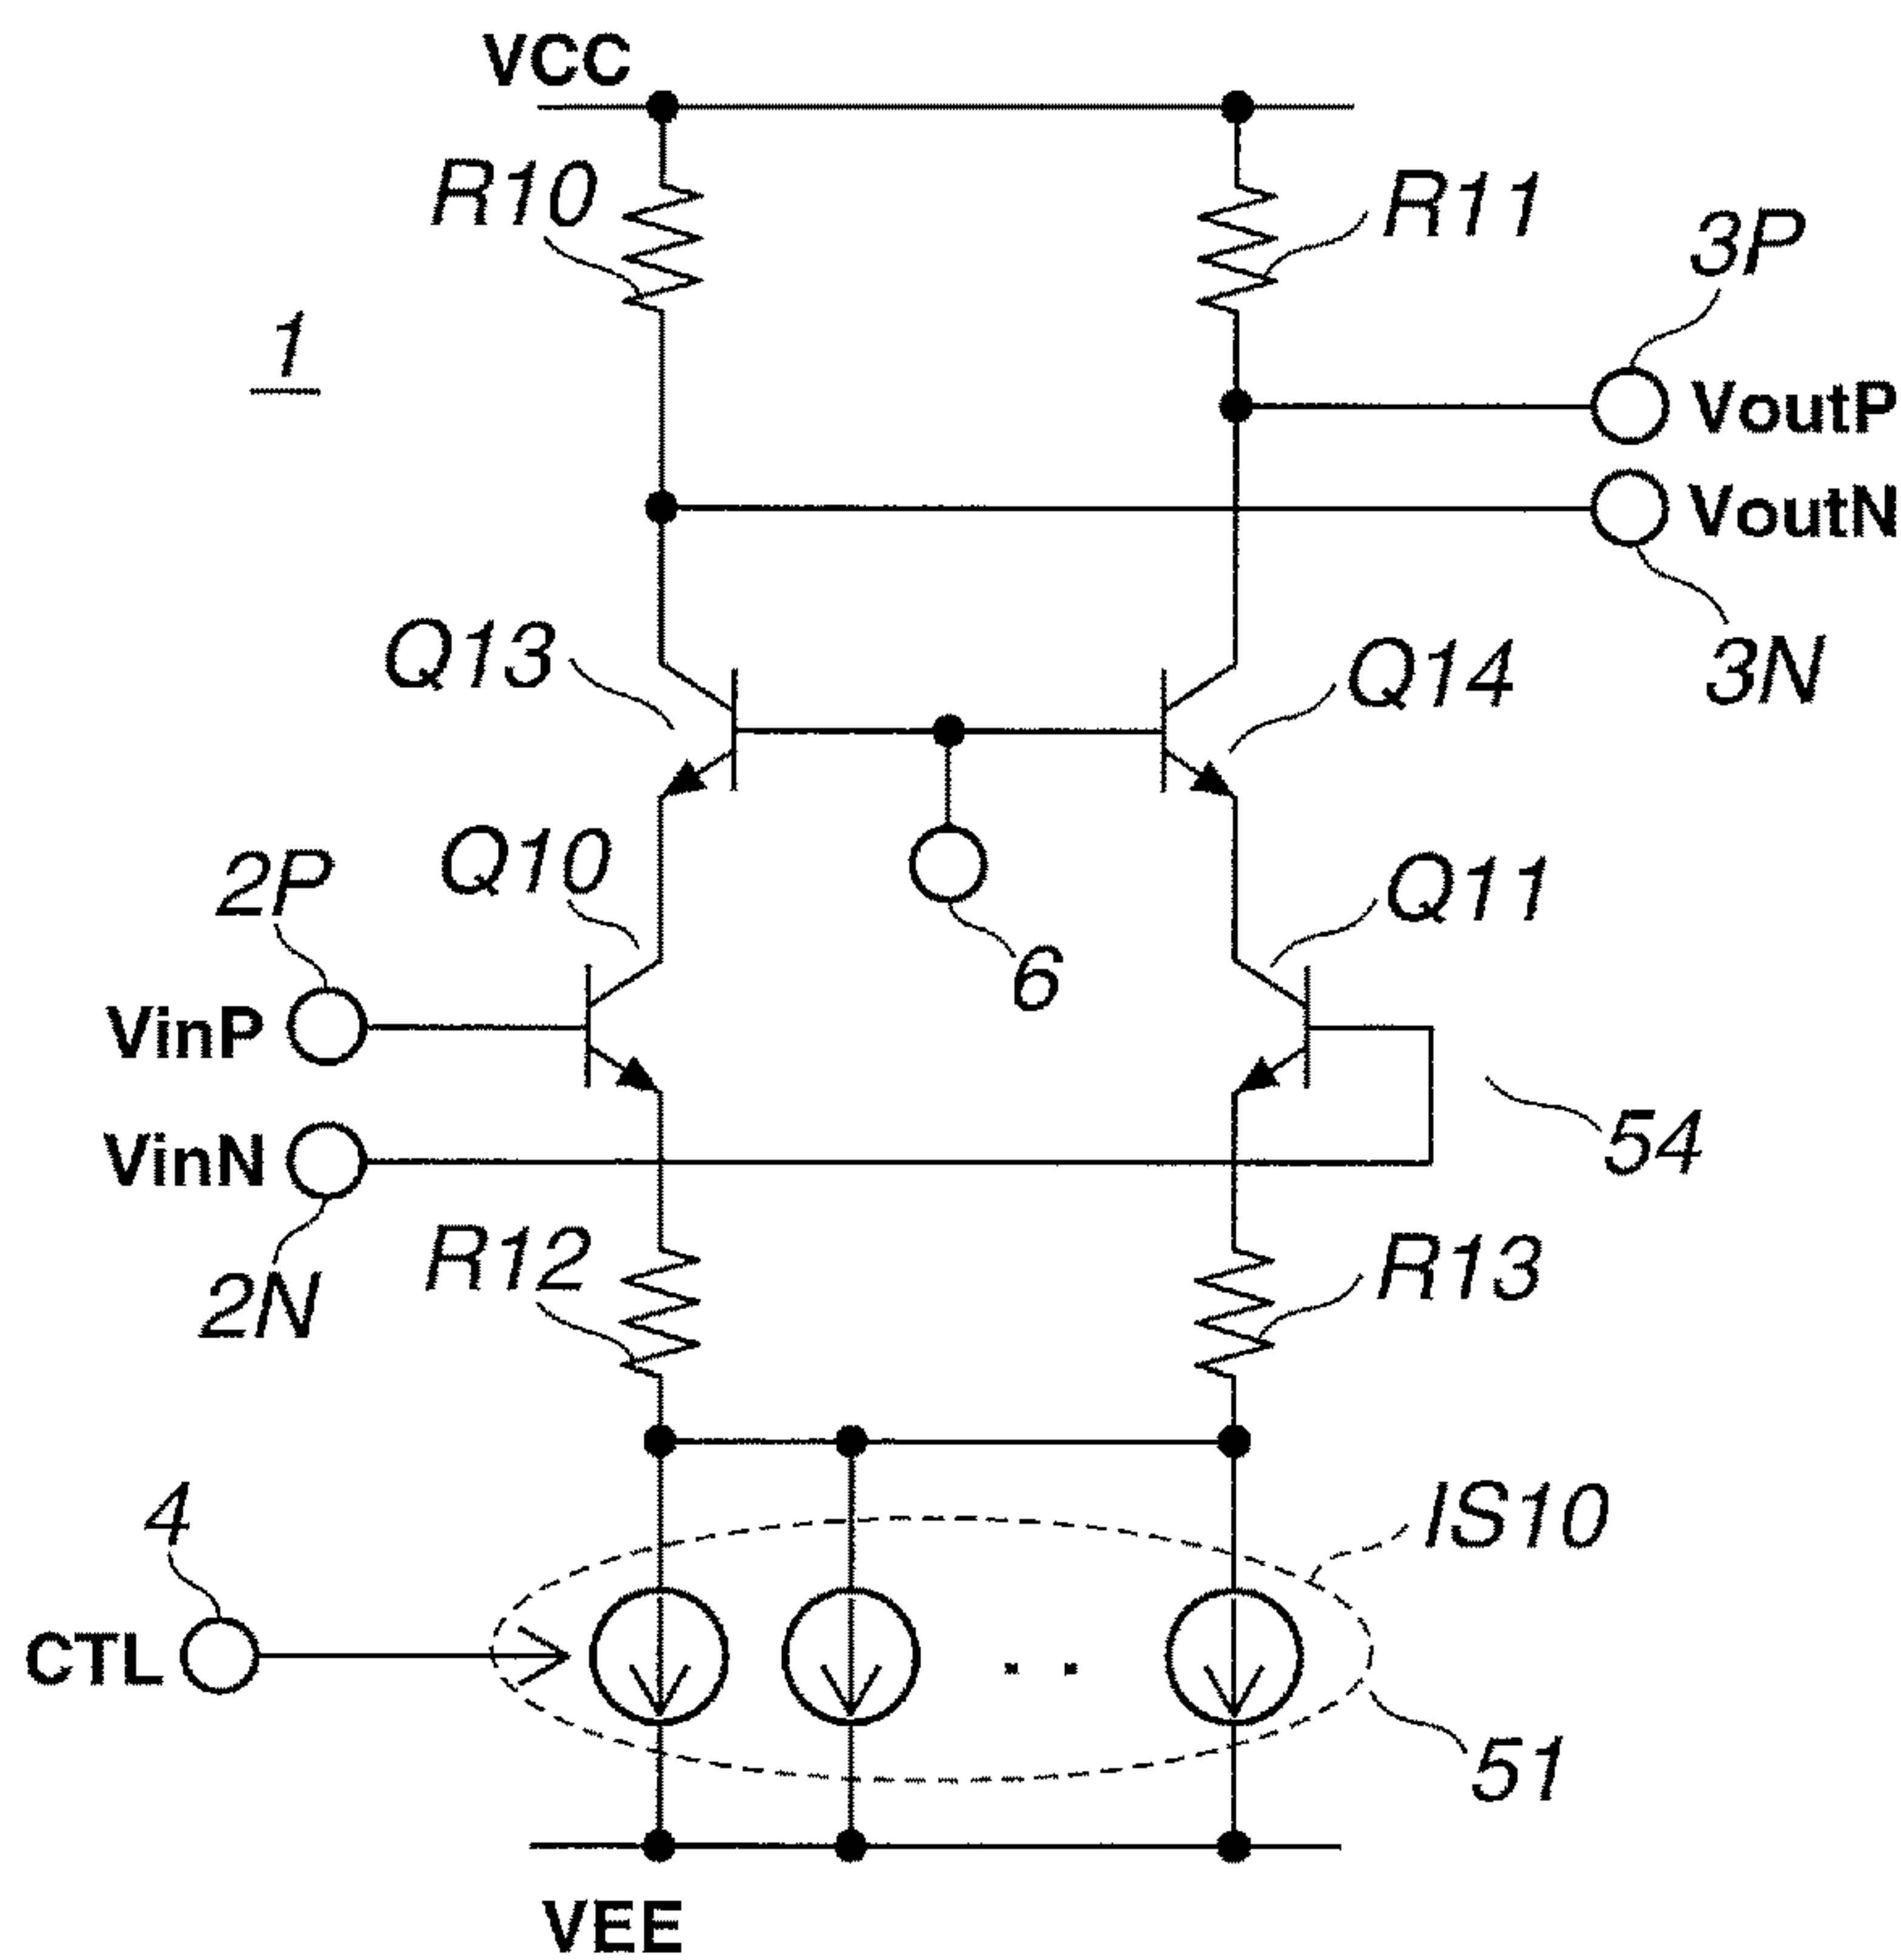 VCC
R10
R11
3P
1
VoutP
VoutN
Q13
Q14
3N
Q10
2P
Q11
6
VinP
54
VinN
R12
R13
2N
4
IS10
CTL
51
VEE